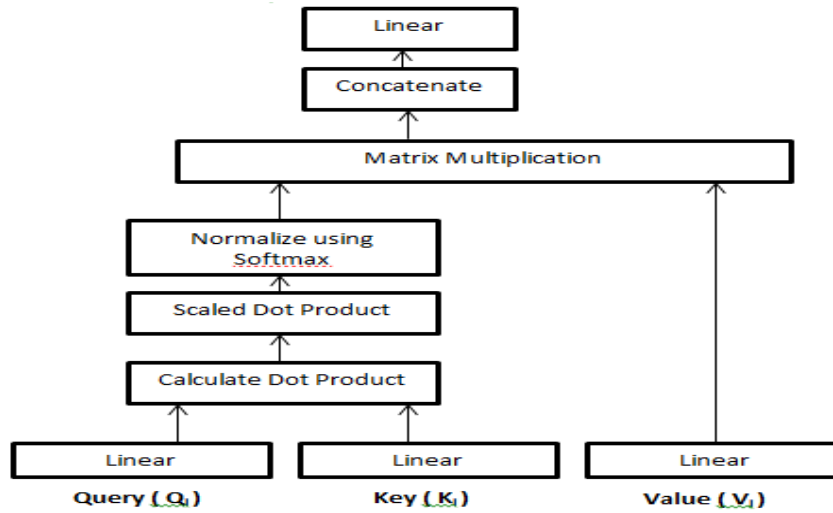 Linear
Concatenate
Matrix Multiplication
Normalize using
Softmax
Scaled Dot Product
Calculate Dot Product
Linear
Linear
Linear
Query ( Qᵢ )
Key ( Kᵢ )
Value ( Vᵢ )